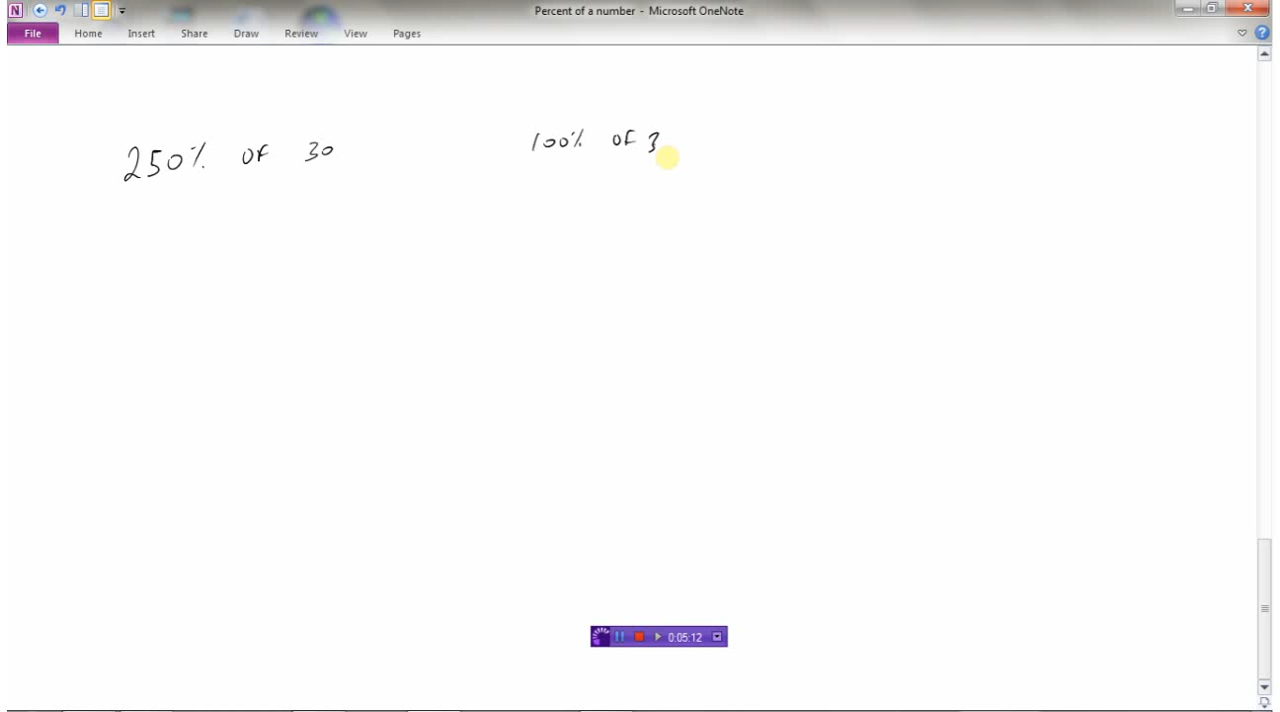 Percent of a number - Microsoft OneNote
File Home Insert Share Draw Review View Pages
250% of 30
100% of 3
0:05:12